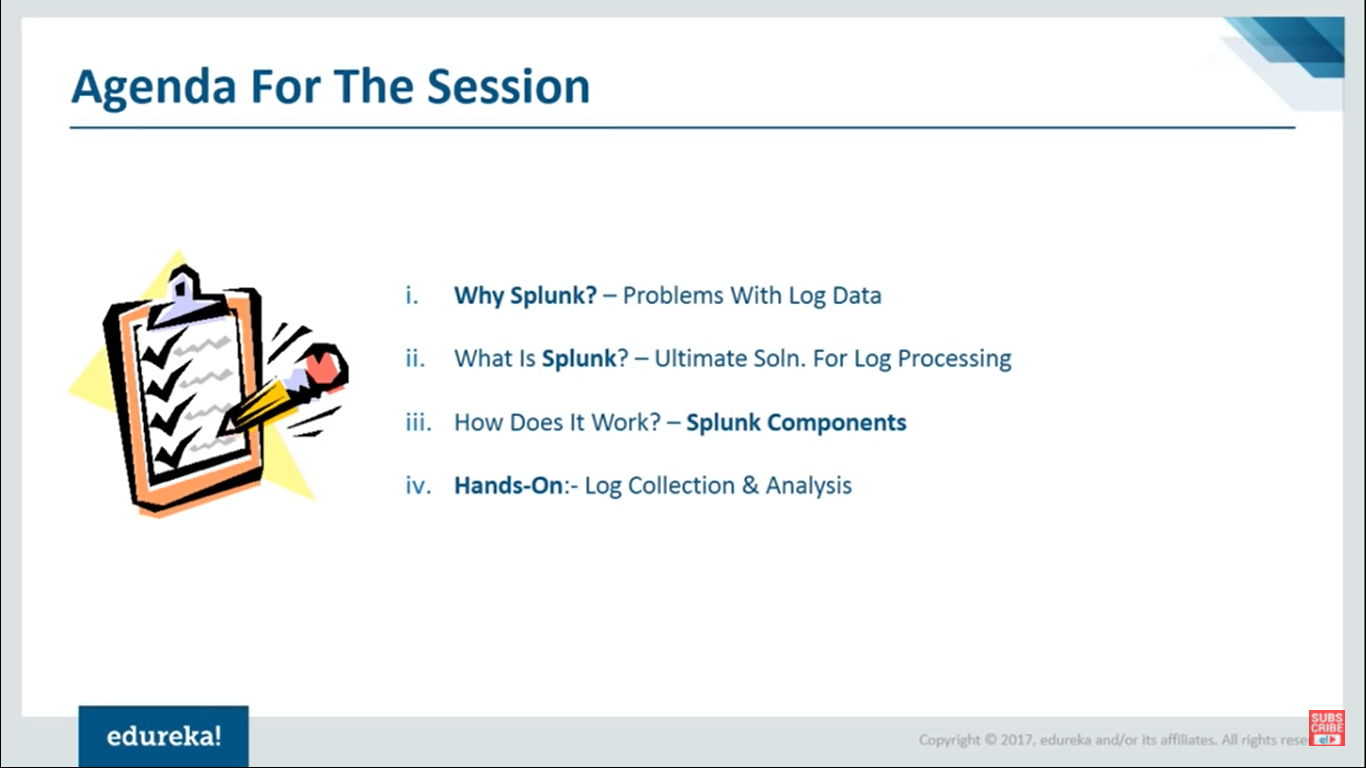 Agenda For The Session
i. Why Splunk? – Problems With Log Data
ii. What Is Splunk? – Ultimate Soln. For Log Processing
iii. How Does It Work? – Splunk Components
iv. Hands-On:- Log Collection & Analysis
edureka!
Copyright © 2017, edureka and/or its affiliates. All rights
SUBS
CRIBE